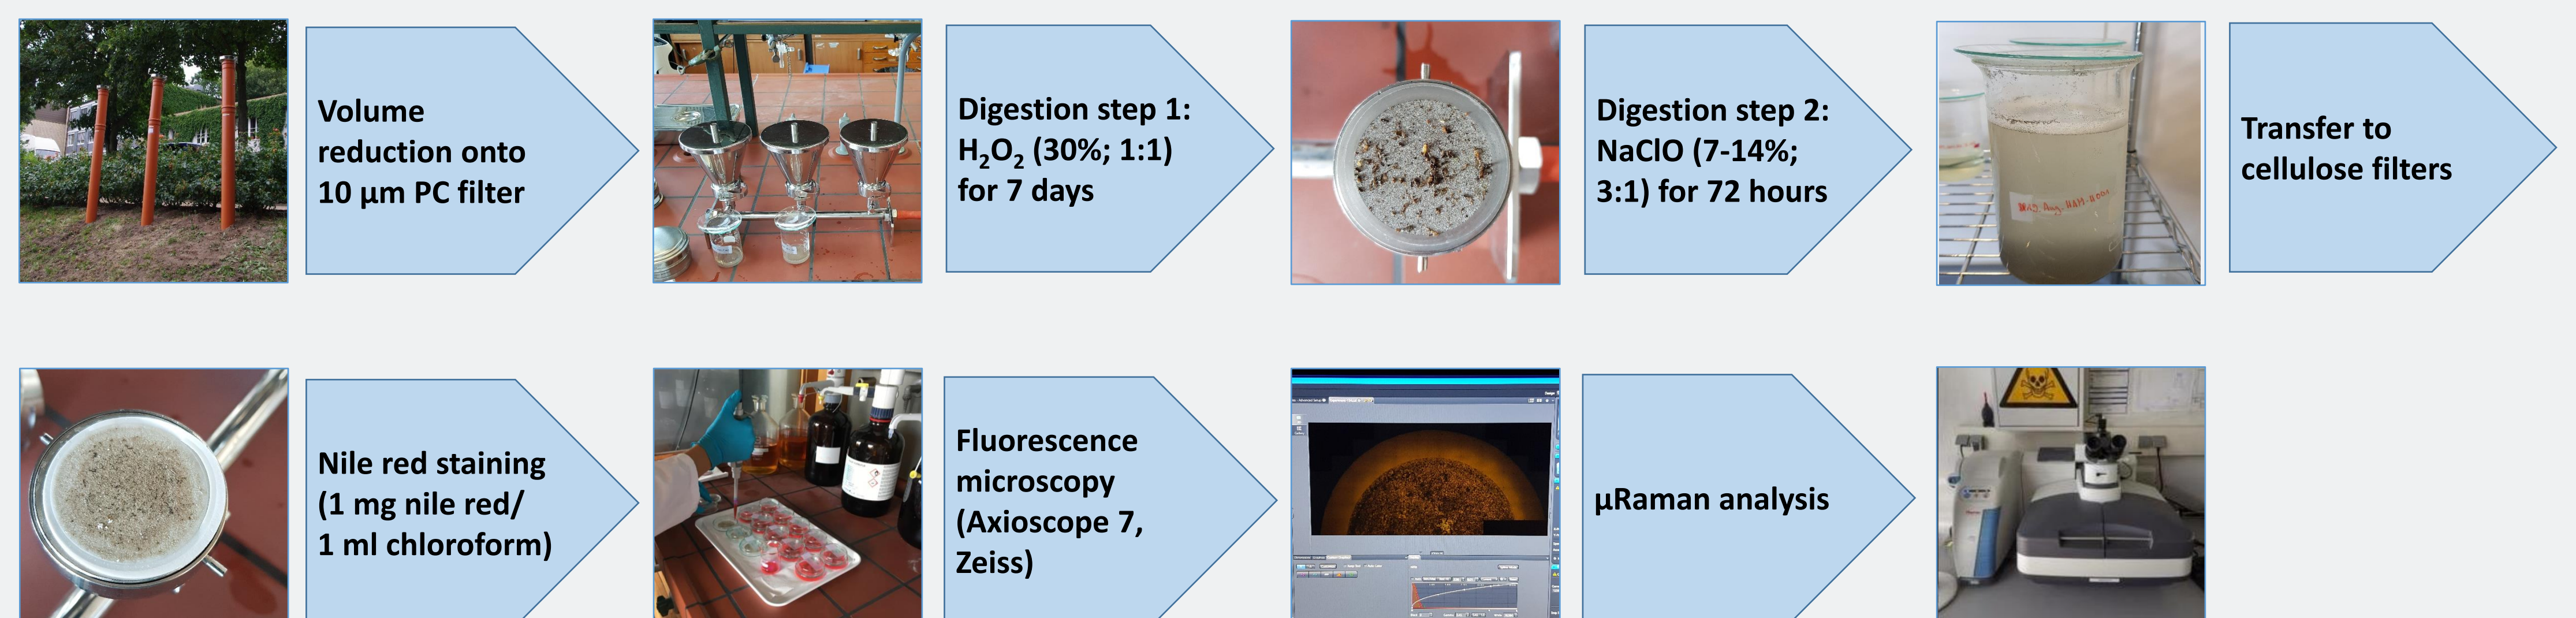 Volume
reduction onto
10 µm PC filter
Digestion step 1:
H₂O₂ (30%; 1:1)
for 7 days
Digestion step 2:
NaClO (7-14%;
3:1) for 72 hours
Transfer to
cellulose filters
Nile red staining
(1 mg nile red/
1 ml chloroform)
Fluorescence
microscopy
(Axioscope 7,
Zeiss)
µRaman analysis